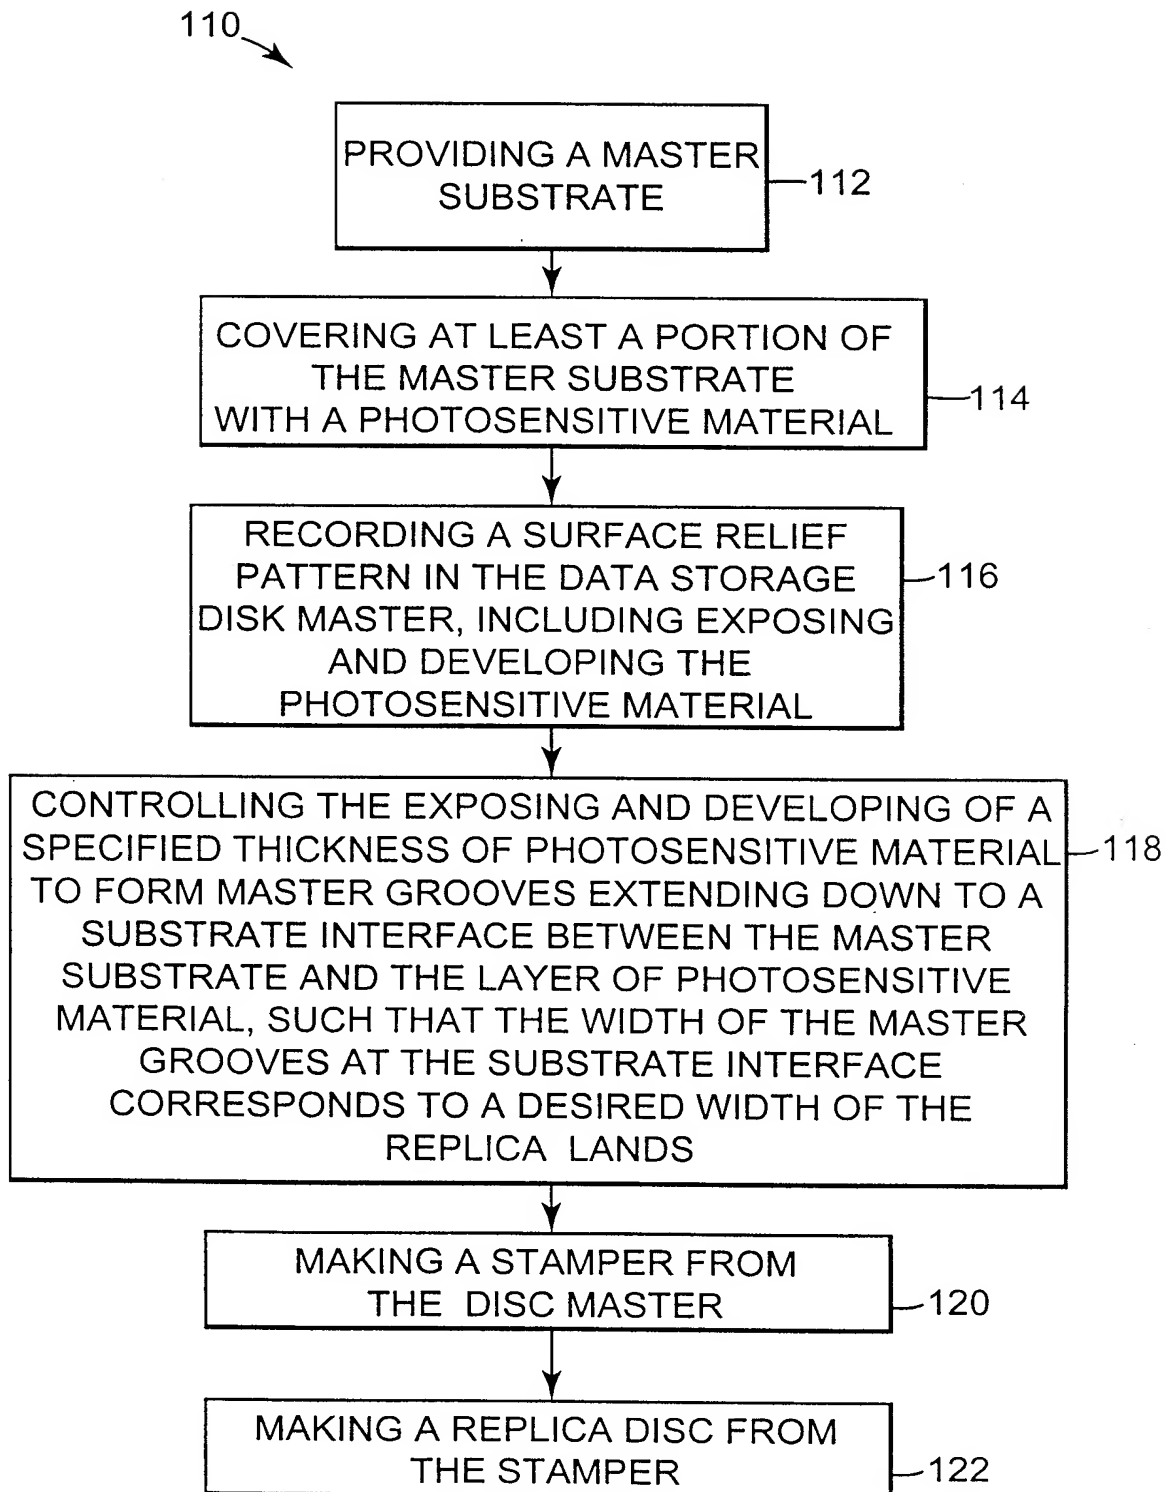 110
PROVIDING A MASTER
SUBSTRATE
112
COVERING AT LEAST A PORTION OF
THE MASTER SUBSTRATE
WITH A PHOTOSENSITIVE MATERIAL
114
RECORDING A SURFACE RELIEF
PATTERN IN THE DATA STORAGE
DISK MASTER, INCLUDING EXPOSING
AND DEVELOPING THE
PHOTOSENSITIVE MATERIAL
116
CONTROLLING THE EXPOSING AND DEVELOPING OF A
SPECIFIED THICKNESS OF PHOTOSENSITIVE MATERIAL
TO FORM MASTER GROOVES EXTENDING DOWN TO A
SUBSTRATE INTERFACE BETWEEN THE MASTER
SUBSTRATE AND THE LAYER OF PHOTOSENSITIVE
MATERIAL, SUCH THAT THE WIDTH OF THE MASTER
GROOVES AT THE SUBSTRATE INTERFACE
CORRESPONDS TO A DESIRED WIDTH OF THE
REPLICA LANDS
118
MAKING A STAMPER FROM
THE DISC MASTER
120
MAKING A REPLICA DISC FROM
THE STAMPER
122